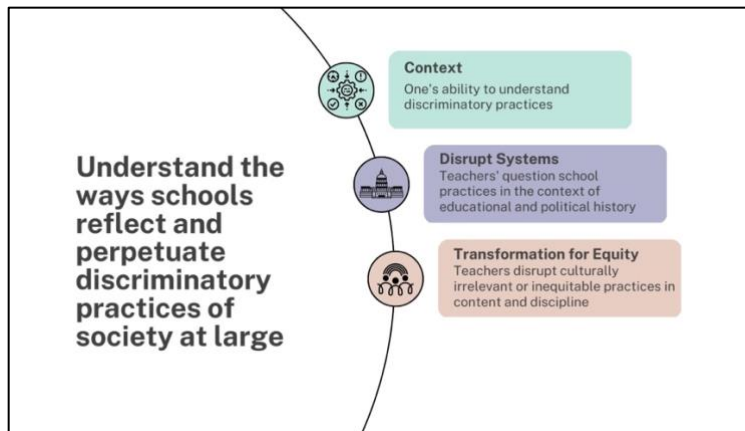 Understand the
ways schools
reflect and
perpetuate
discriminatory
practices of
society at large
Context
One's ability to understand
discriminatory practices
Disrupt Systems
Teachers' question school
practices in the context of
educational and political history
Transformation for Equity
Teachers disrupt culturally
irrelevant or inequitable practices in
content and discipline